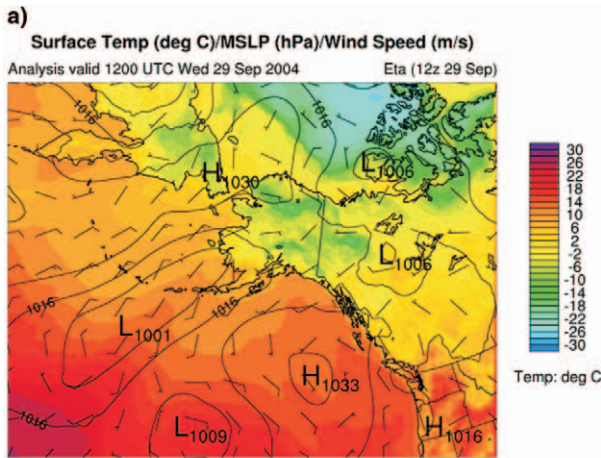 a)
Surface Temp (deg C)/MSLP (hPa)/Wind Speed (m/s)
Analysis valid 1200 UTC Wed 29 Sep 2004 Eta (12z 29 Sep)
1016
1016
L1006
H1030
L1006
1016
1016
L1001
H1033
1016
L1009
H1016
30
26
22
18
14
10
6
2
-2
-6
-10
-14
-18
-22
-26
-30
Temp: deg C